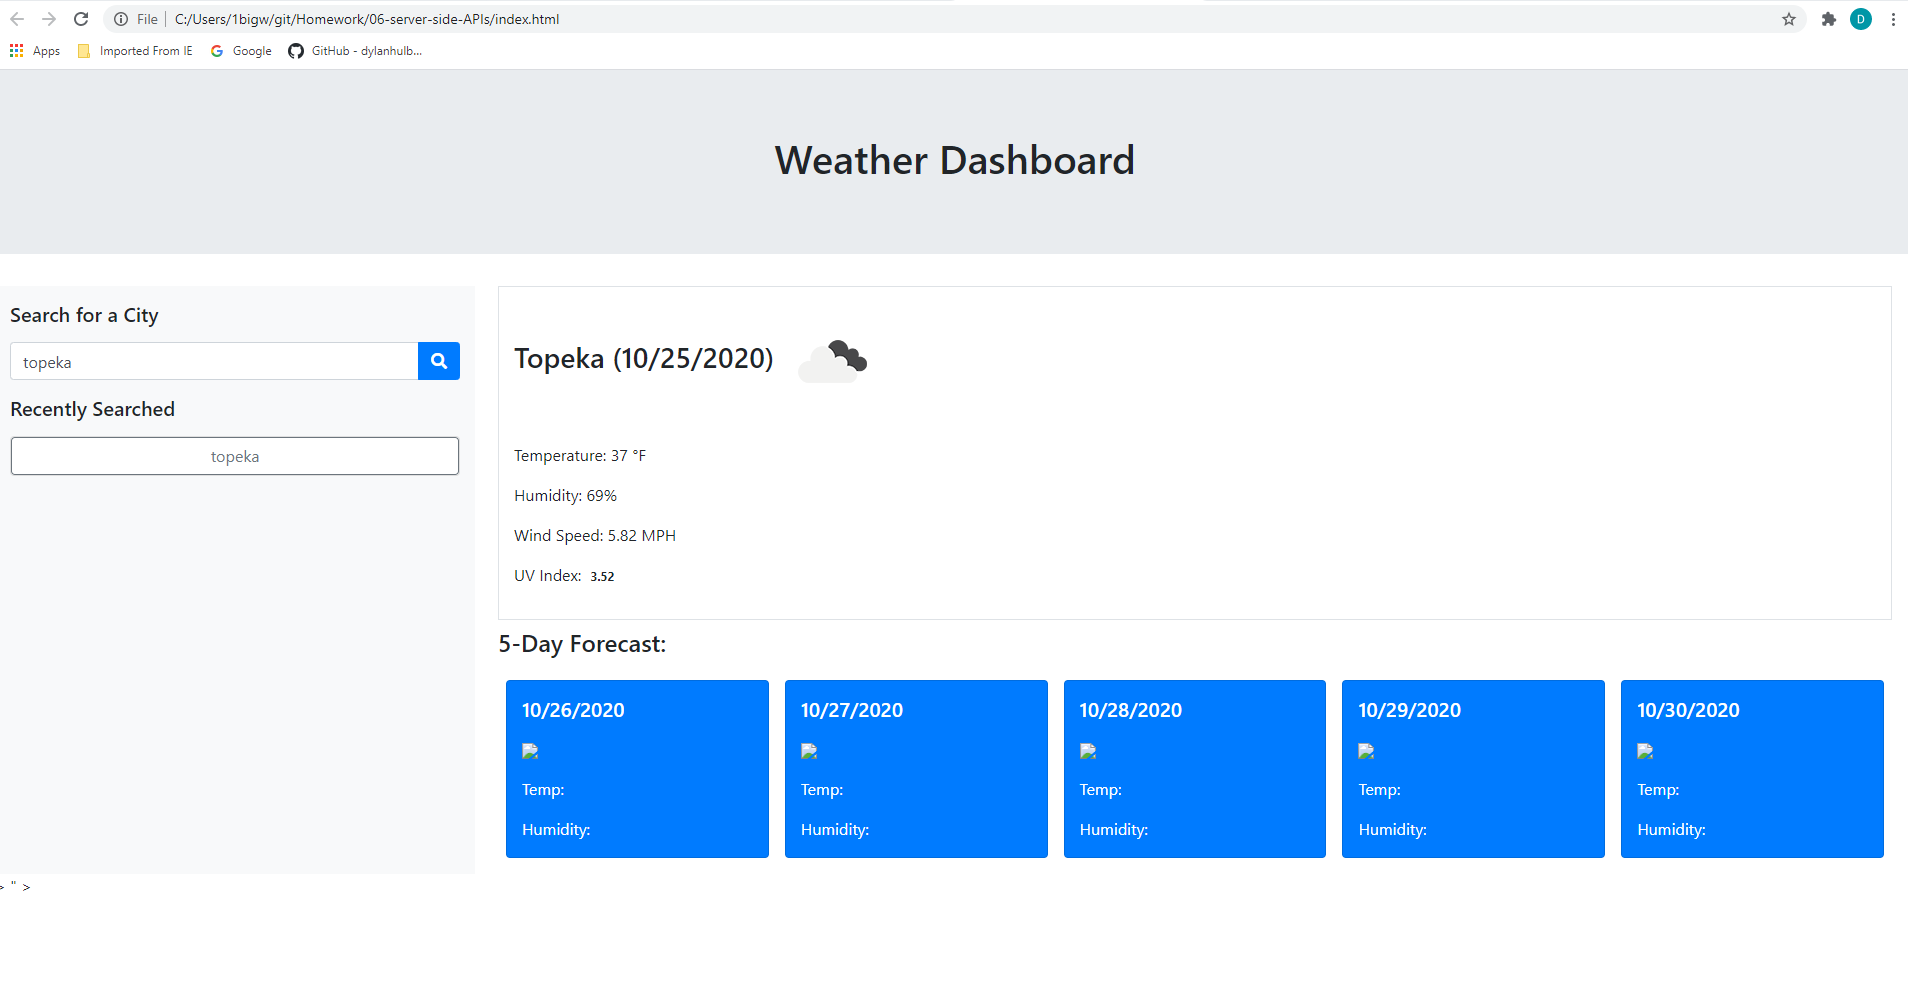 File C:/Users/1bigw/git/Homework/06-server-side-APIs/index.html
D
Apps Imported From IE Google GitHub - dylanhulb...
Weather Dashboard
Search for a City
topeka
Recently Searched
topeka
Topeka (10/25/2020)
Temperature: 37 °F
Humidity: 69%
Wind Speed: 5.82 MPH
UV Index: 3.52
5-Day Forecast:
10/26/2020 10/27/2020 10/28/2020 10/29/2020 10/30/2020
Temp: Temp: Temp: Temp: Temp:
Humidity: Humidity: Humidity: Humidity: Humidity:
> " >